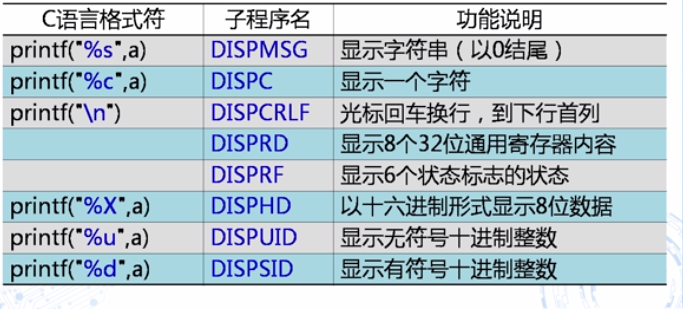 C语言格式符 子程序名 功能说明
printf("%s",a) DISPMSG 显示字符串（以0结尾）
printf("%c",a) DISPC 显示一个字符
printf("\n") DISPCRLF 光标回车换行，到下行首列
DISPRD 显示8个32位通用寄存器内容
DISPRF 显示6个状态标志的状态
printf("%X",a) DISPHD 以十六进制形式显示8位数据
printf("%u",a) DISPUID 显示无符号十进制整数
printf("%d",a) DISPSID 显示有符号十进制整数